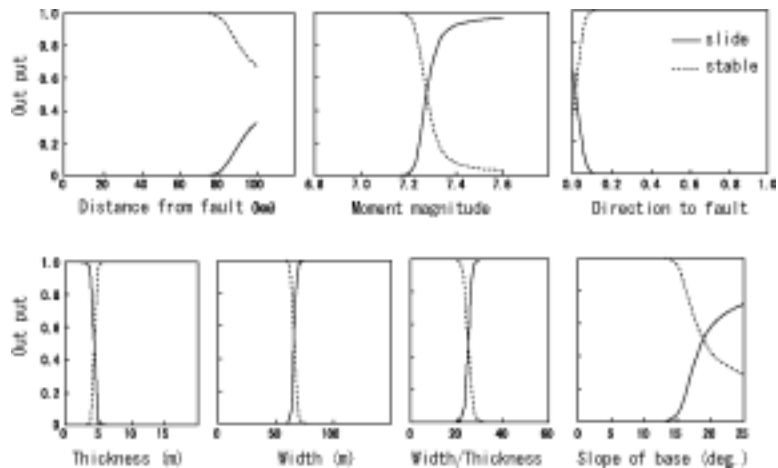 Out put
1.0
0.8
0.6
0.4
0.2
0
0 20 40 60 80 100
Distance from fault (km)
6.8 7.0 7.2 7.4 7.6
Moment magnitude
slide
stable
0.0 0.2 0.4 0.6 0.8 1.0
Direction to fault
Out put
1.0
0.8
0.6
0.4
0.2
0.0
0 5 10 15
Thickness (m)
0 50 100
Width (m)
0 20 40 60
Width/Thickness
0 5 10 15 20 25
Slope of base (deg.)